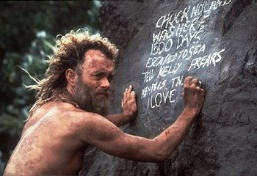 CHUCK NOLAND
WAS HERE
1500 DAYS
ESCAPED TO SEA
TELL KELLY FREARS
MEMPHIS TN
I LOVE